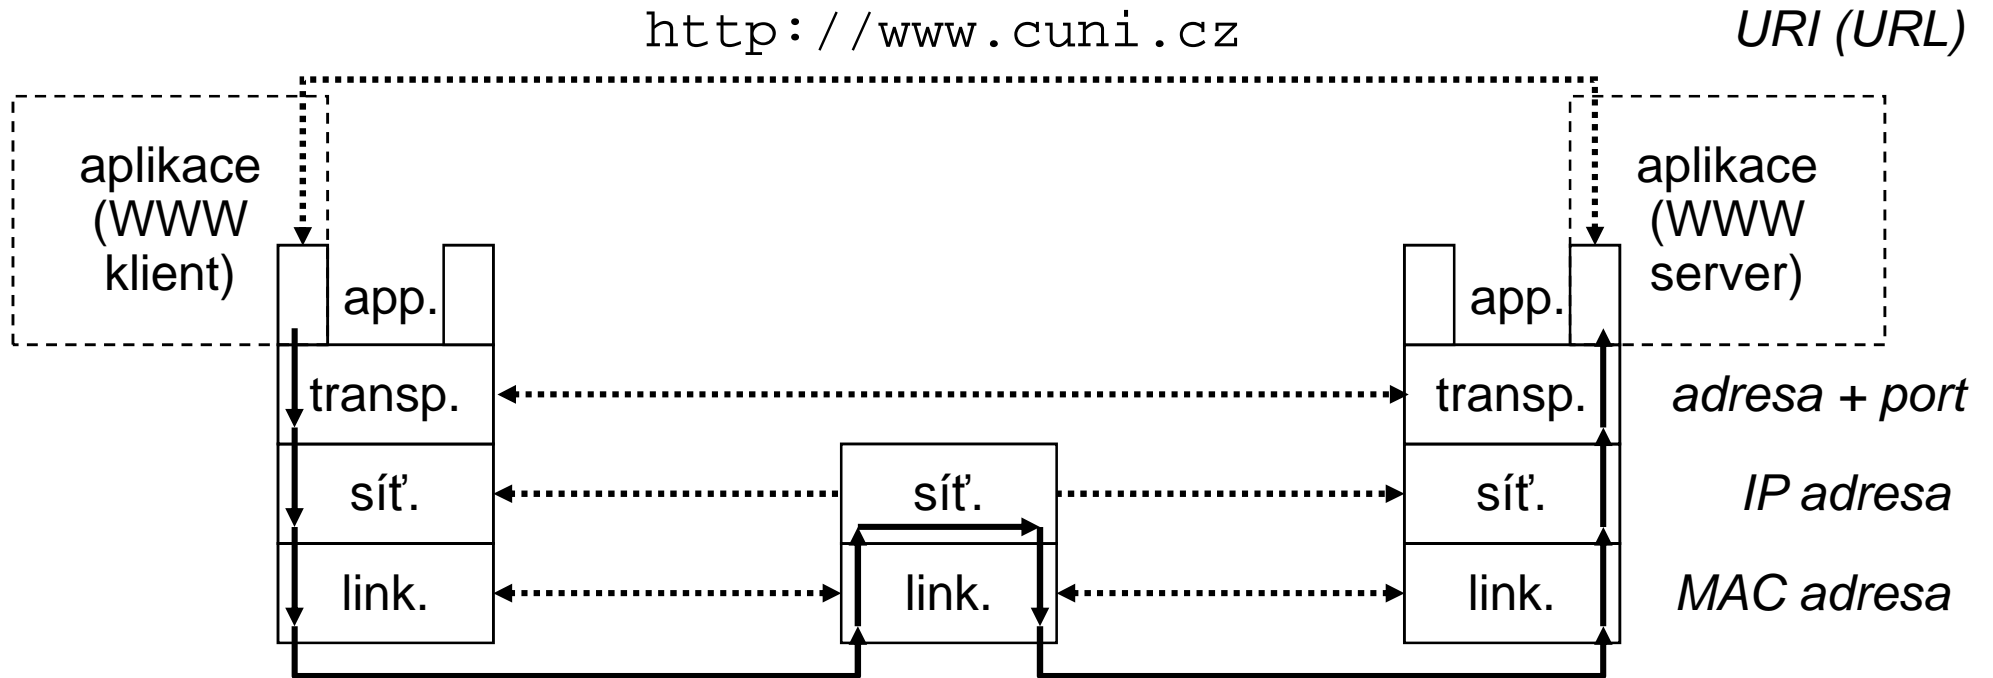 http://www.cuni.cz
URI (URL)
aplikace
(WWW
klient)
aplikace
(WWW
server)
app.
app.
transp.
transp.
adresa + port
síť.
síť.
síť.
IP adresa
link.
link.
link.
MAC adresa